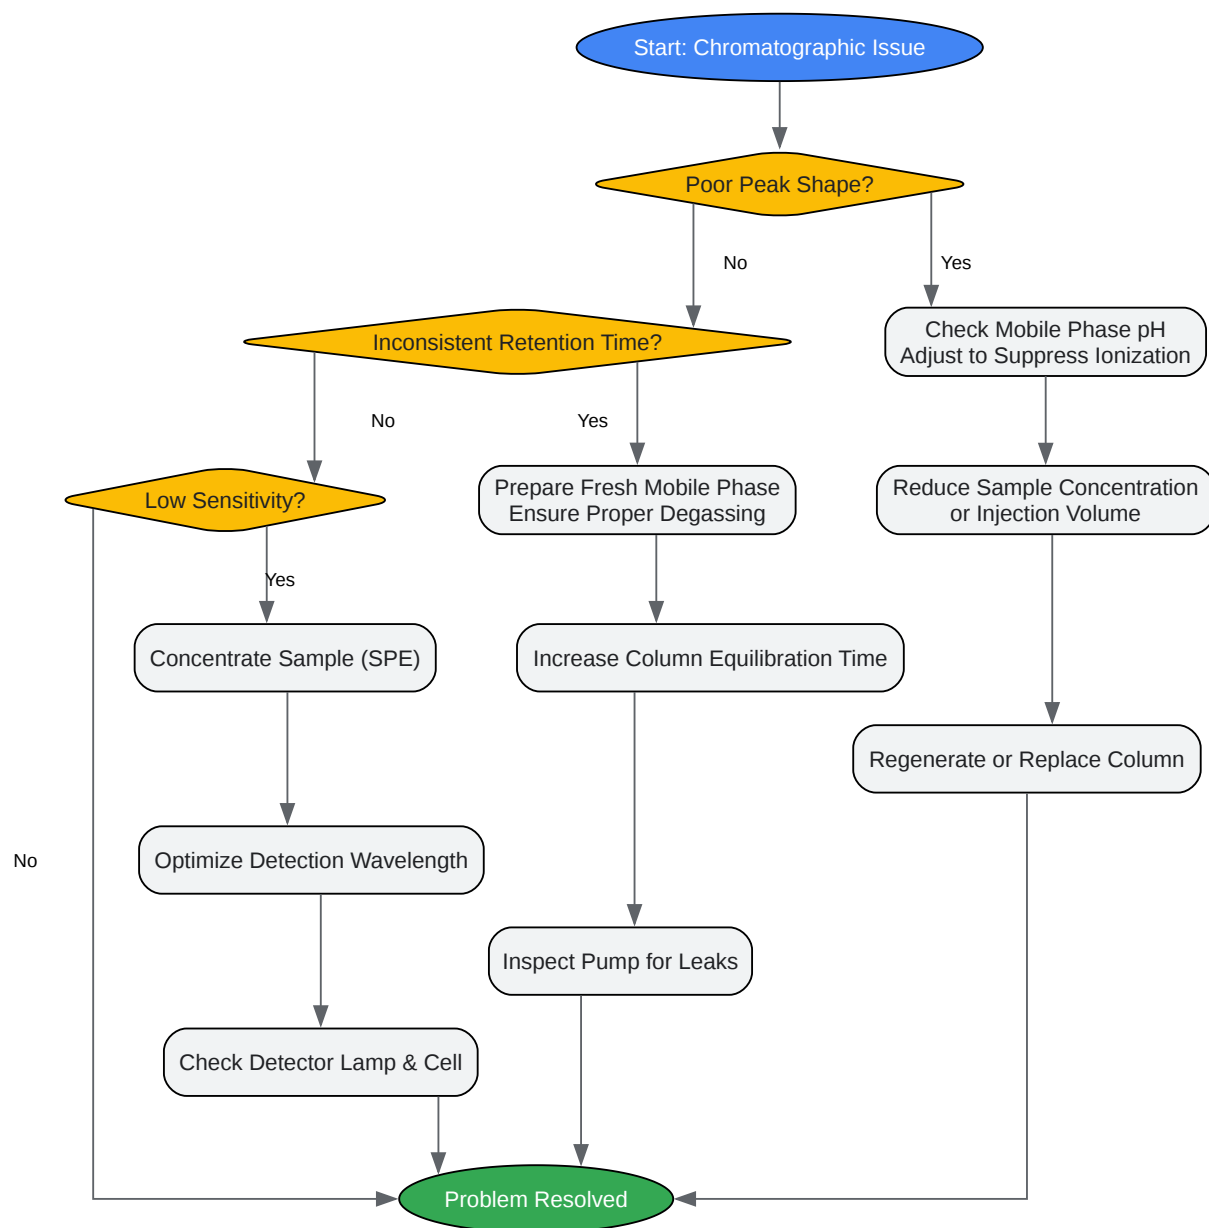 Start: Chromatographic Issue
Poor Peak Shape?
No
Yes
Inconsistent Retention Time?
Check Mobile Phase pH
Adjust to Suppress Ionization
No
Yes
Low Sensitivity?
Prepare Fresh Mobile Phase
Ensure Proper Degassing
Reduce Sample Concentration
or Injection Volume
Yes
Concentrate Sample (SPE)
Increase Column Equilibration Time
Regenerate or Replace Column
No
Optimize Detection Wavelength
Inspect Pump for Leaks
Check Detector Lamp & Cell
Problem Resolved